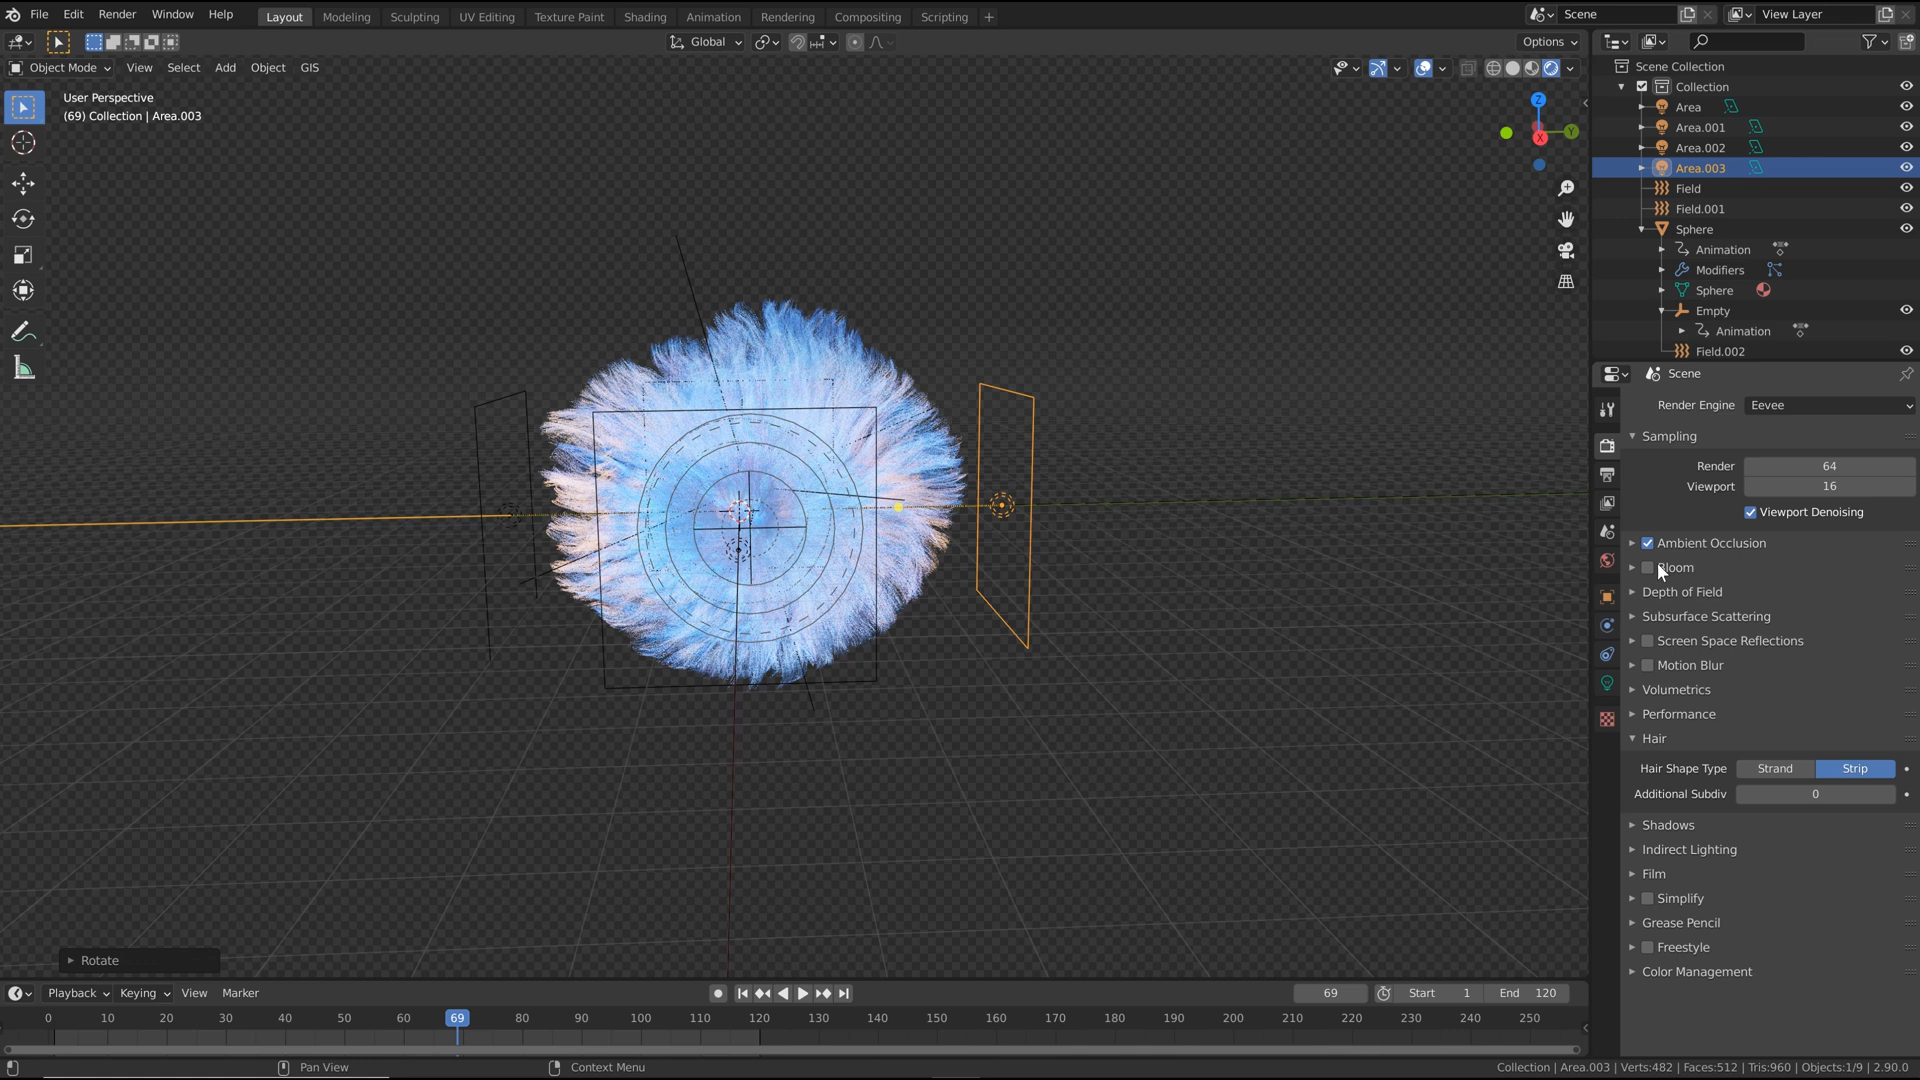 File Edit Render Window Help Layout Modeling Sculpting UV Editing Texture Paint Shading Animation Rendering Compositing Scripting + Scene View Layer
Global Options
Object Mode View Select Add Object GIS
User Perspective
(69) Collection | Area.003
Z
Y
X
Rotate
Scene Collection
Collection
Area
Area.001
Area.002
Area.003
Field
Field.001
Sphere
Animation
Modifiers
Sphere
Empty
Animation
Field.002
Scene
Render Engine Eevee
Sampling
Render 64
Viewport 16
Viewport Denoising
Ambient Occlusion
loom
Depth of Field
Subsurface Scattering
Screen Space Reflections
Motion Blur
Volumetrics
Performance
Hair
Hair Shape Type Strand Strip
Additional Subdiv 0
Shadows
Indirect Lighting
Film
Simplify
Grease Pencil
Freestyle
Color Management
Playback Keying View Marker 69 Start 1 End 120
0 10 20 30 40 50 60 69 80 90 100 110 120 130 140 150 160 170 180 190 200 210 220 230 240 250
Pan View Context Menu Collection | Area.003 | Verts:482 | Faces:512 | Tris:960 | Objects:1/9 | 2.90.0